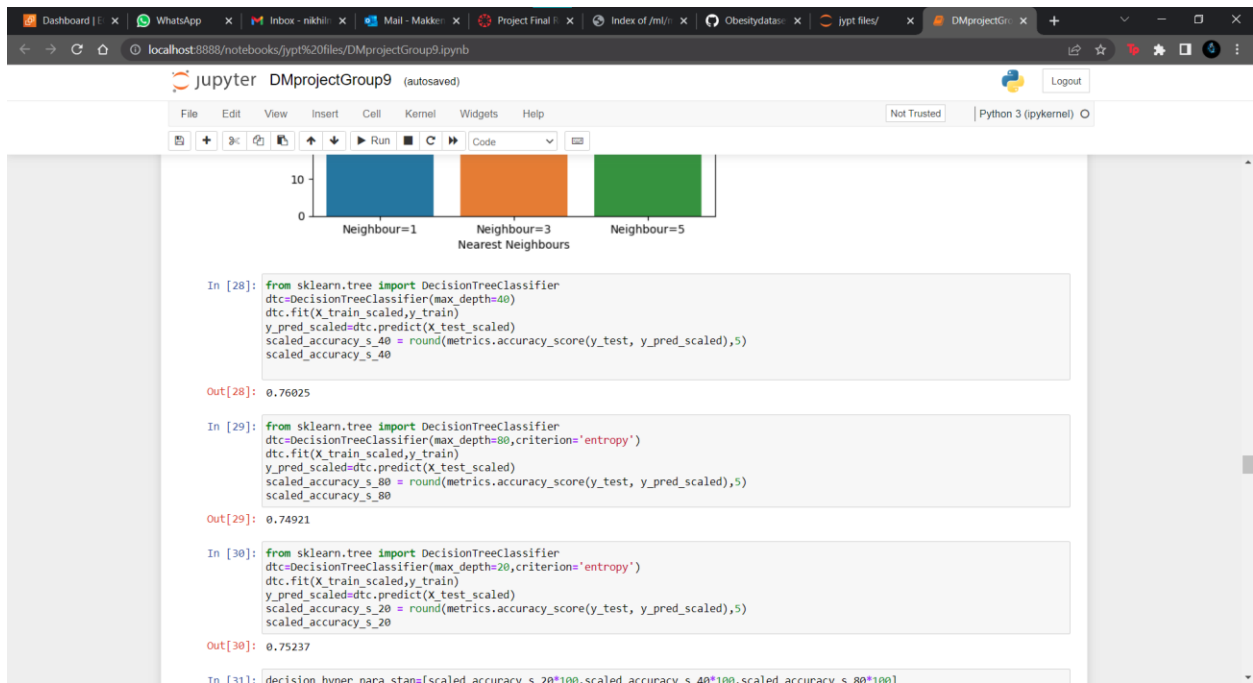 Dashboard | E
WhatsApp
Inbox - nikhiln
Mail - Makken
Project Final R
Index of /ml/n
Obesitydatase
jypt files/
DMprojectGro
localhost:8888/notebooks/jypt%20files/DMprojectGroup9.ipynb
jupyter DMprojectGroup9 (autosaved)
Logout
File Edit View Insert Cell Kernel Widgets Help
Not Trusted
Python 3 (ipykernel)
Run
Code
10
0
Neighbour=1 Neighbour=3 Neighbour=5
Nearest Neighbours
In [28]: from sklearn.tree import DecisionTreeClassifier
dtc=DecisionTreeClassifier(max_depth=40)
dtc.fit(X_train_scaled,y_train)
y_pred_scaled=dtc.predict(X_test_scaled)
scaled_accuracy_s_40 = round(metrics.accuracy_score(y_test, y_pred_scaled),5)
scaled_accuracy_s_40
Out[28]: 0.76025
In [29]: from sklearn.tree import DecisionTreeClassifier
dtc=DecisionTreeClassifier(max_depth=80,criterion='entropy')
dtc.fit(X_train_scaled,y_train)
y_pred_scaled=dtc.predict(X_test_scaled)
scaled_accuracy_s_80 = round(metrics.accuracy_score(y_test, y_pred_scaled),5)
scaled_accuracy_s_80
Out[29]: 0.74921
In [30]: from sklearn.tree import DecisionTreeClassifier
dtc=DecisionTreeClassifier(max_depth=20,criterion='entropy')
dtc.fit(X_train_scaled,y_train)
y_pred_scaled=dtc.predict(X_test_scaled)
scaled_accuracy_s_20 = round(metrics.accuracy_score(y_test, y_pred_scaled),5)
scaled_accuracy_s_20
Out[30]: 0.75237
In [31]: decision_hyper_para_stan=[scaled_accuracy_s_20*100,scaled_accuracy_s_40*100,scaled_accuracy_s_80*100]